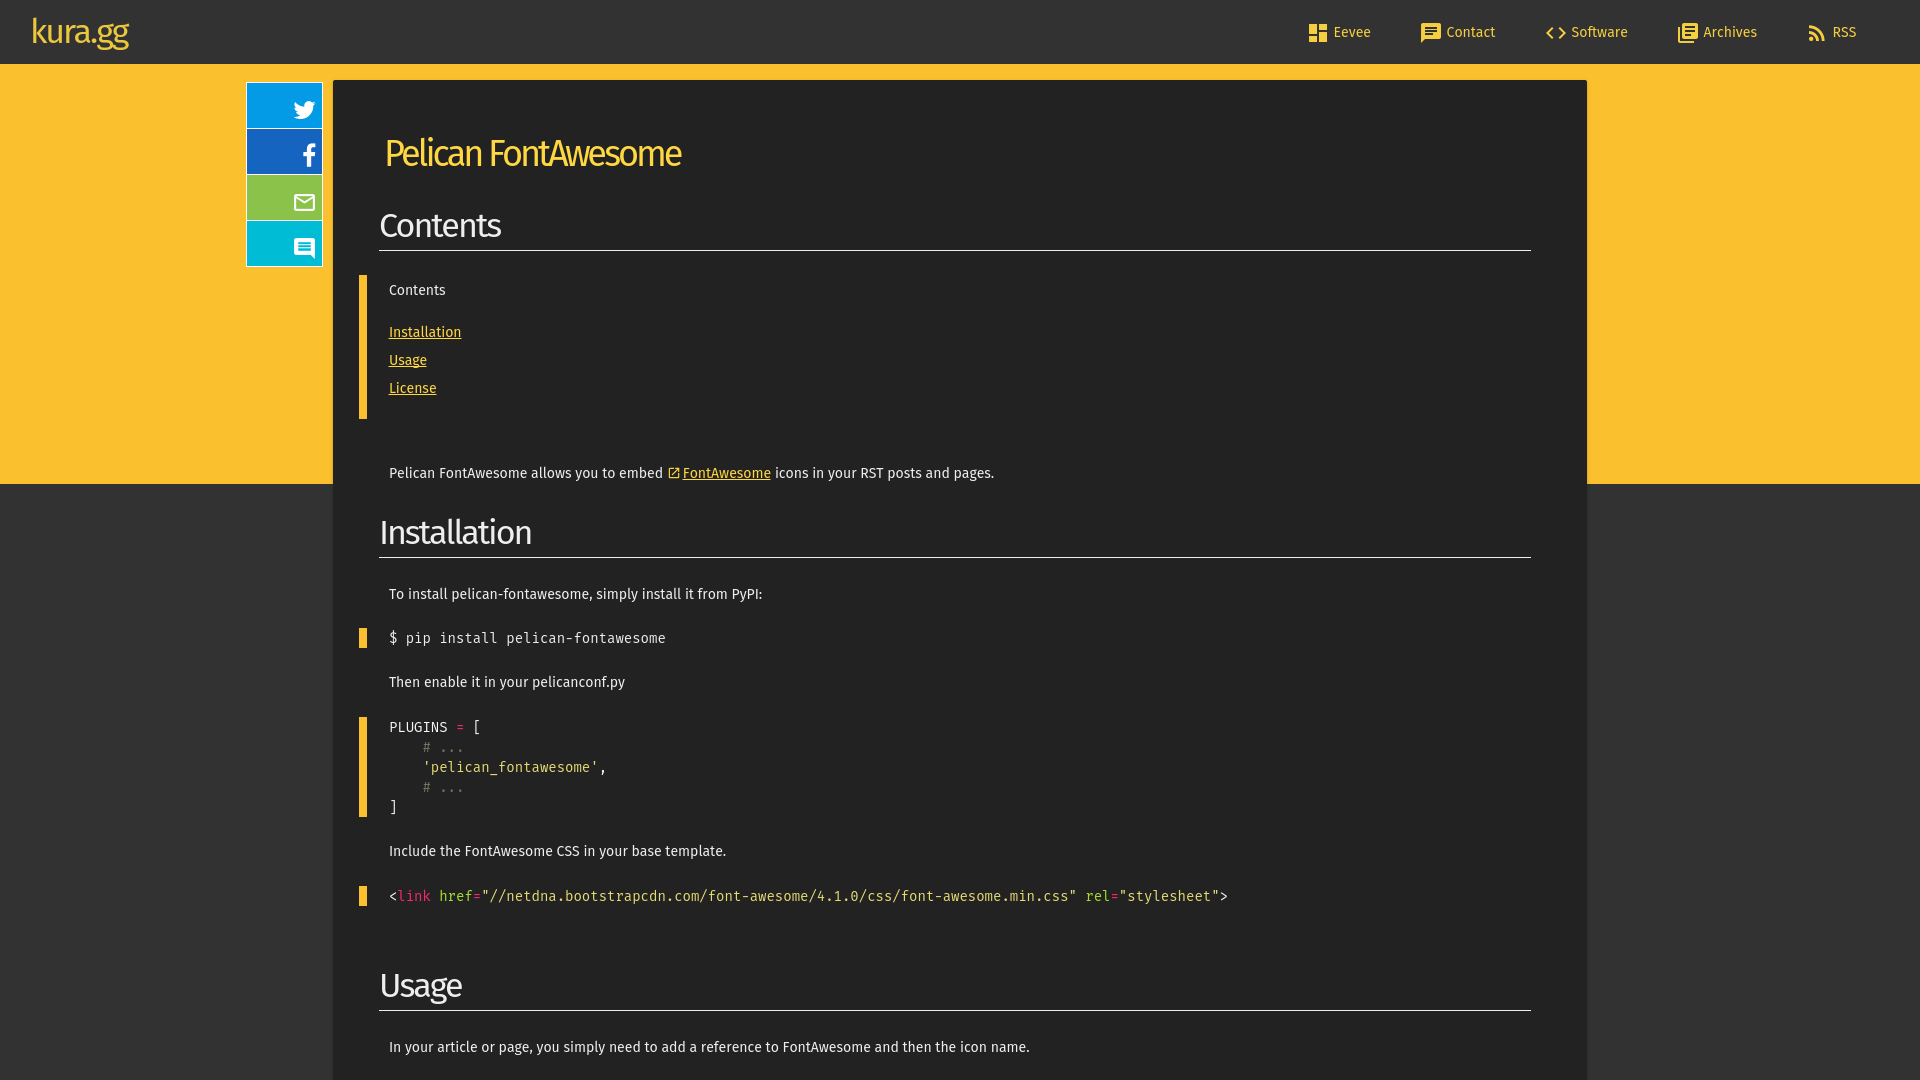 kura.gg
Eevee
Contact
Software
Archives
RSS
Pelican FontAwesome
Contents
Contents
Installation
Usage
License
Pelican FontAwesome allows you to embed FontAwesome icons in your RST posts and pages.
Installation
To install pelican-fontawesome, simply install it from PyPI:
$ pip install pelican-fontawesome
Then enable it in your pelicanconf.py
PLUGINS = [
    # ...
    'pelican_fontawesome',
    # ...
]
Include the FontAwesome CSS in your base template.
<link href="//netdna.bootstrapcdn.com/font-awesome/4.1.0/css/font-awesome.min.css" rel="stylesheet">
Usage
In your article or page, you simply need to add a reference to FontAwesome and then the icon name.